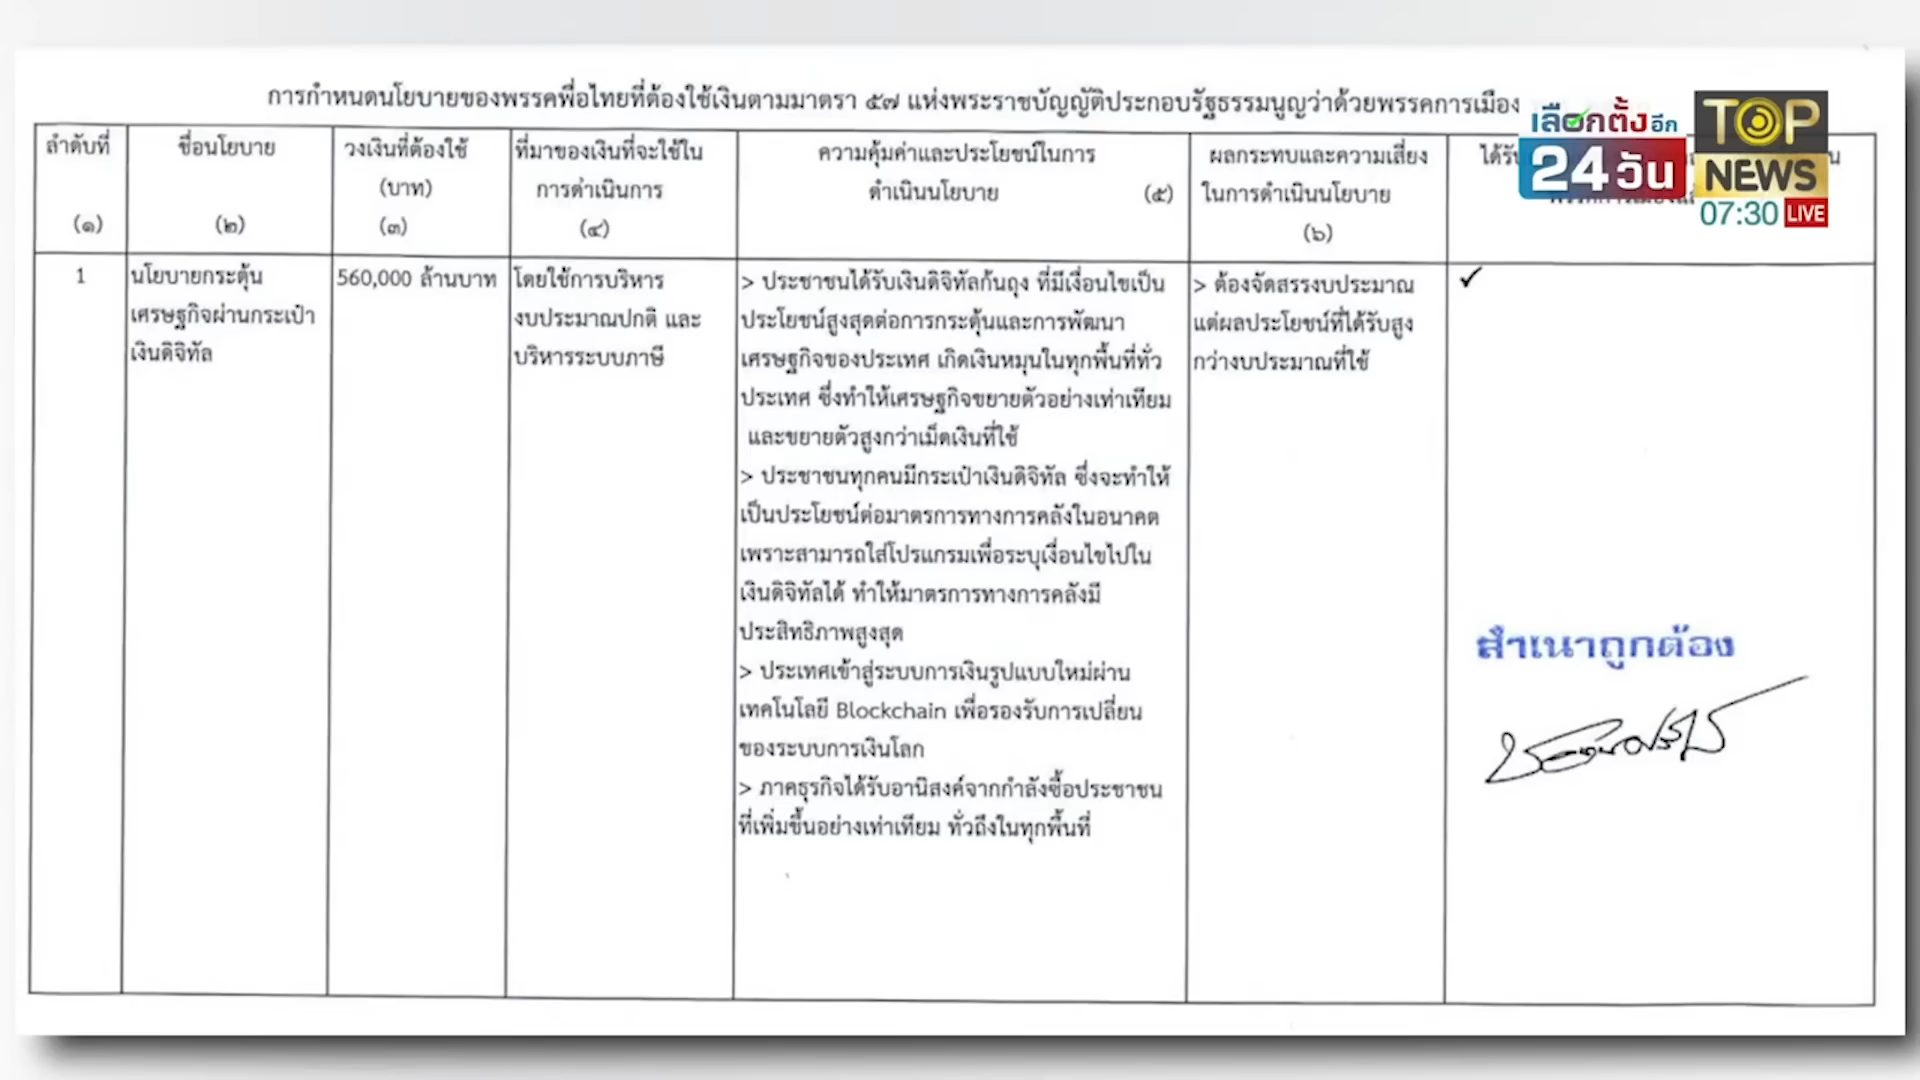 การกำหนดนโยบายของพรรคพื่อไทยที่ต้องใช้เงินตามมาตรา ๕๗ แห่งพระราชบัญญัติประกอบรัฐธรรมนูญว่าด้วยพรรคการเมือง
เลือกตั้งอีก
24 วัน
TOP
NEWS
07:30 LIVE
ลำดับที่
(๑)
ชื่อนโยบาย
(๒)
วงเงินที่ต้องใช้
(บาท)
(๓)
ที่มาของเงินที่จะใช้ใน
การดำเนินการ
(๔)
ความคุ้มค่าและประโยชน์ในการ
ดำเนินนโยบาย (๕)
ผลกระทบและความเสี่ยง
ในการดำเนินนโยบาย
(๖)
1
นโยบายกระตุ้น
เศรษฐกิจผ่านกระเป๋า
เงินดิจิทัล
560,000 ล้านบาท
โดยใช้การบริหาร
งบประมาณปกติ และ
บริหารระบบภาษี
> ประชาชนได้รับเงินดิจิทัลก้นถุง ที่มีเงื่อนไขเป็น
ประโยชน์สูงสุดต่อการกระตุ้นและการพัฒนา
เศรษฐกิจของประเทศ เกิดเงินหมุนในทุกพื้นที่ทั่ว
ประเทศ ซึ่งทำให้เศรษฐกิจขยายตัวอย่างเท่าเทียม
และขยายตัวสูงกว่าเม็ดเงินที่ใช้
> ประชาชนทุกคนมีกระเป๋าเงินดิจิทัล ซึ่งจะทำให้
เป็นประโยชน์ต่อมาตรการทางการคลังในอนาคต
เพราะสามารถใส่โปรแกรมเพื่อระบุเงื่อนไขไปใน
เงินดิจิทัลได้ ทำให้มาตรการทางการคลังมี
ประสิทธิภาพสูงสุด
> ประเทศเข้าสู่ระบบการเงินรูปแบบใหม่ผ่าน
เทคโนโลยี Blockchain เพื่อรองรับการเปลี่ยน
ของระบบการเงินโลก
> ภาคธุรกิจได้รับอานิสงค์จากกำลังซื้อประชาชน
ที่เพิ่มขึ้นอย่างเท่าเทียม ทั่วถึงในทุกพื้นที่
> ต้องจัดสรรงบประมาณ
แต่ผลประโยชน์ที่ได้รับสูง
กว่างบประมาณที่ใช้
✓
สำเนาถูกต้อง